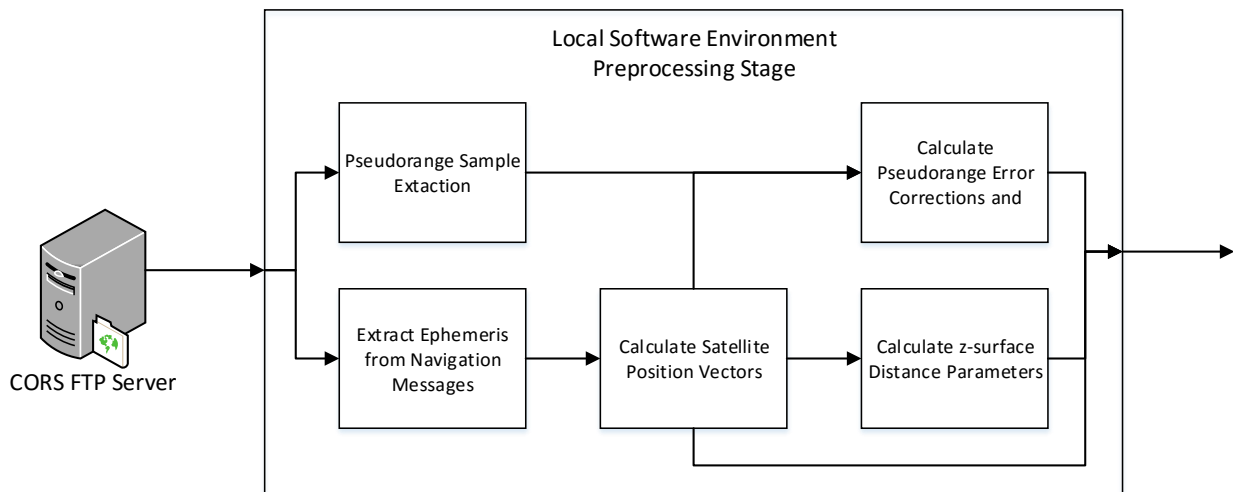 Local Software Environment
Preprocessing Stage
Pseudorange Sample
Extaction
Calculate
Pseudorange Error
Corrections and
Extract Ephemeris
from Navigation
Messages
Calculate Satellite
Position Vectors
Calculate z-surface
Distance Parameters
CORS FTP Server